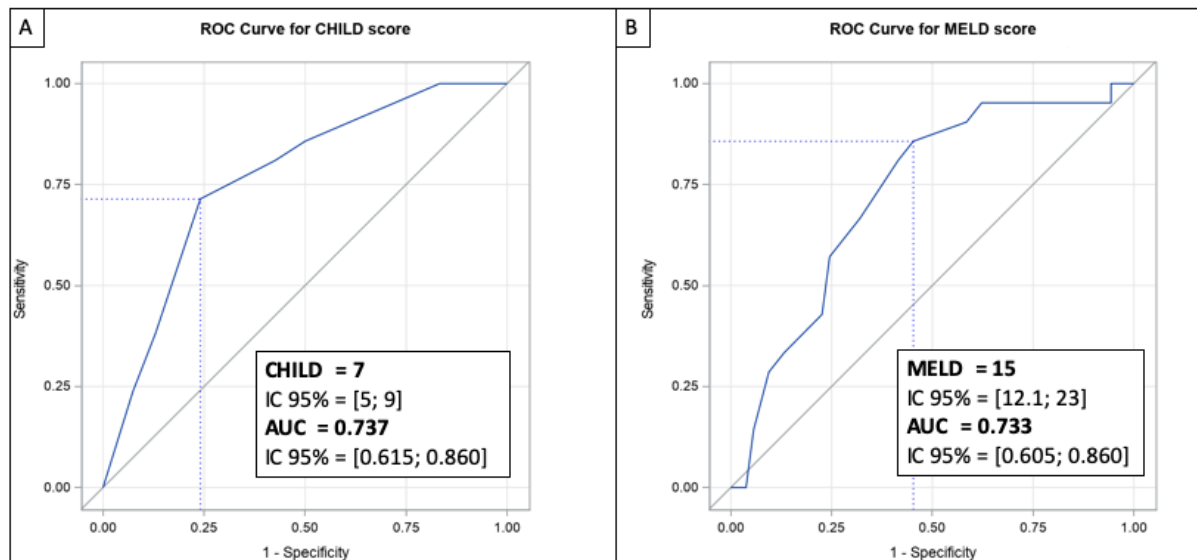 A
ROC Curve for CHILD score
1.00
0.75
0.50
0.25
0.00
Sensitivity
0.00 0.25 0.50 0.75 1.00
1 - Specificity
CHILD = 7
IC 95% = [5; 9]
AUC = 0.737
IC 95% = [0.615; 0.860]
B
ROC Curve for MELD score
1.00
0.75
0.50
0.25
0.00
Sensitivity
0.00 0.25 0.50 0.75 1.00
1 - Specificity
MELD = 15
IC 95% = [12.1; 23]
AUC = 0.733
IC 95% = [0.605; 0.860]